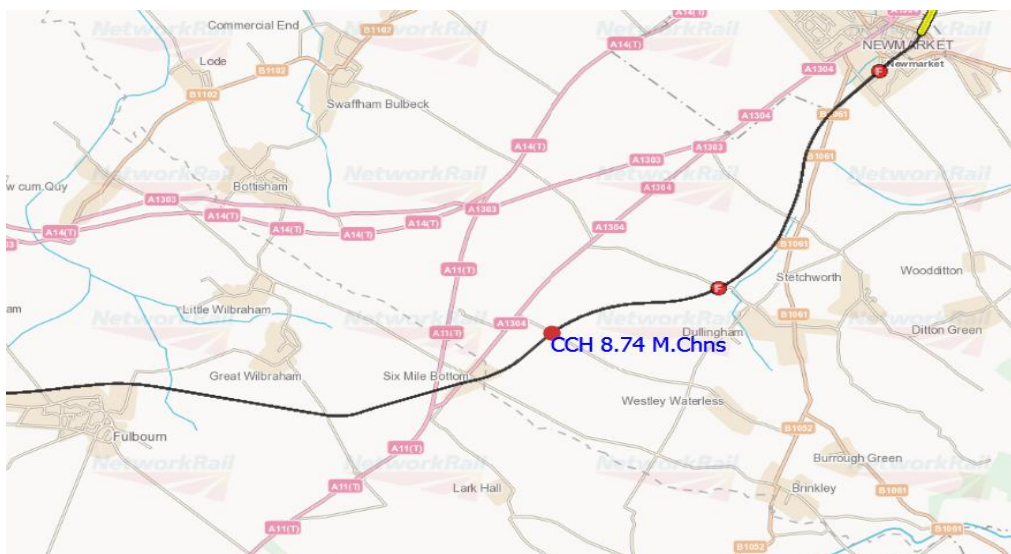 Commercial End
B1102
A14(T)
A1304
NEWMARKET
Newmarket
F
Lode
B1102
B1102
Swaffham Bulbeck
A14(T)
A1304
A1304
B1061
A14(T)
A1303
A1303
B1061
w cum Quy
Bottisham
A1303
A14(T)
A14(T)
A14(T)
A14(T)
A1303
A1304
A14(T)
A1304
B1061
A11(T)
Stetchworth
Woodditton
F
Little Wilbraham
A1304
A11(T)
B1061
Dullingham
Ditton Green
CCH 8.74 M.Chns
Great Wilbraham
Six Mile Bottom
Westley Waterless
Fulbourn
A11(T)
B1052
Burrough Green
A11(T)
Lark Hall
Brinkley
B1061
A11(T)
B1052
B1061
NetworkRail